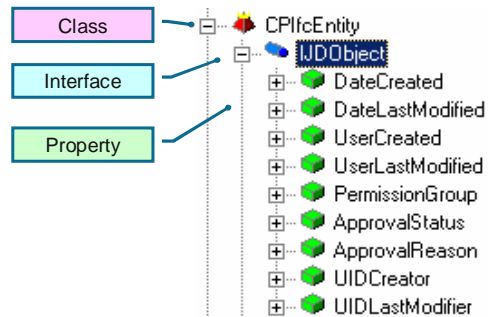 Class
CPIfcEntity
IJDObject
Interface
DateCreated
DateLastModified
Property
UserCreated
UserLastModified
PermissionGroup
ApprovalStatus
ApprovalReason
UIDCreator
UIDLastModifier